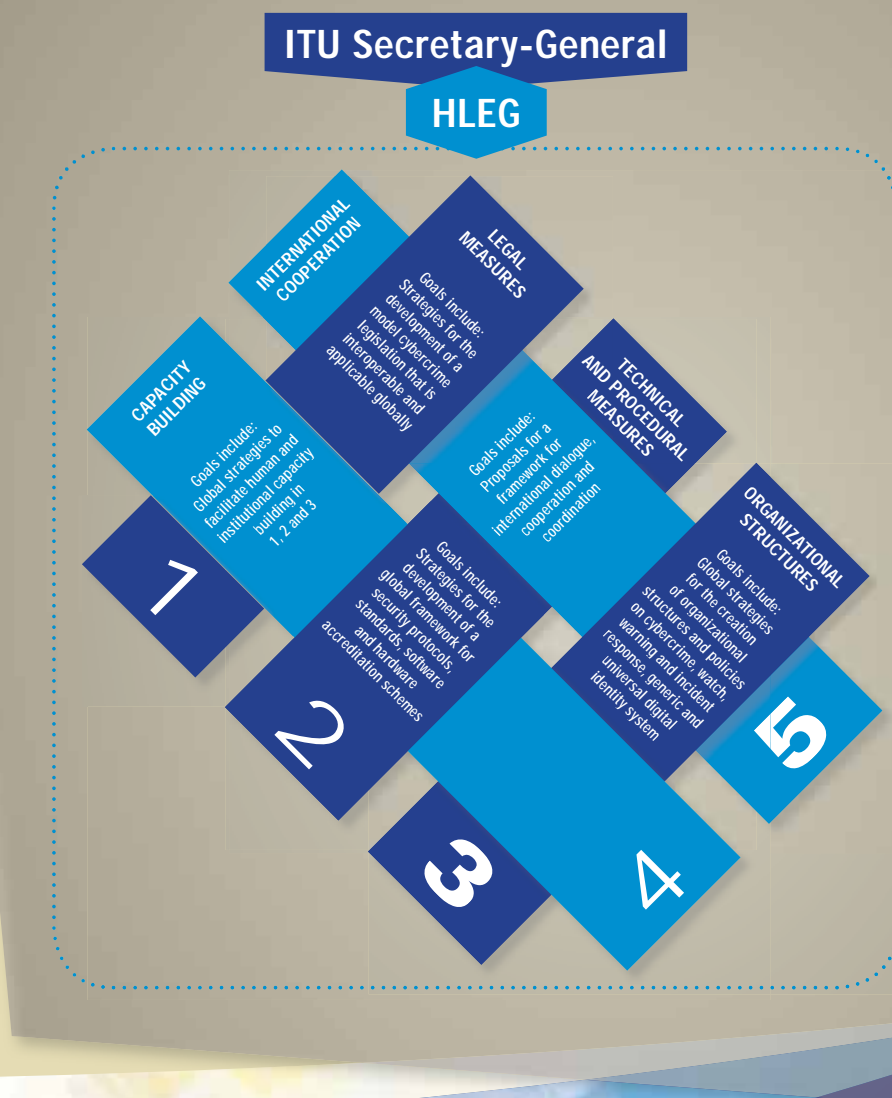 ITU Secretary-General
HLEG
INTERNATIONAL
COOPERATION
LEGAL
MEASURES
Goals include:
Strategies for the
development of a
model cybercrime
legislation that is
interoperable and
applicable globally
CAPACITY
BUILDING
Goals include:
Global strategies to
facilitate human and
institutional capacity
building in
1, 2 and 3
TECHNICAL
AND PROCEDURAL
MEASURES
Goals include:
Proposals for a
framework for
international dialogue,
cooperation and
coordination
ORGANIZATIONAL
STRUCTURES
Goals include:
Global strategies
for the creation
of organizational
structures and policies
on cybercrime, watch,
warning and incident
response, generic and
universal digital
identity system
1
Goals include:
Strategies for the
development of a
global framework for
security protocols,
standards, software
and hardware
accreditation schemes
2
3
4
5